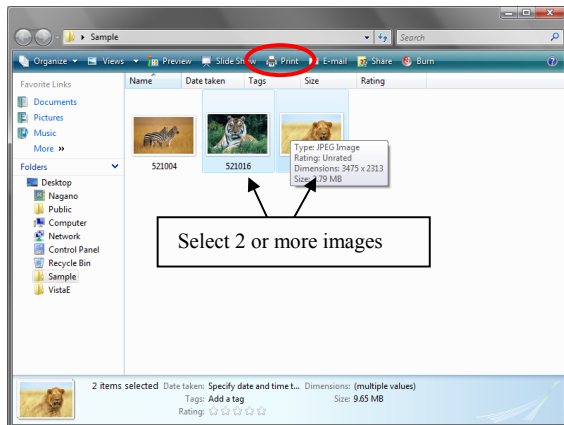 Sample
Search
Organize Views Preview Slide Show Print E-mail Share Burn
Favorite Links
Name Date taken Tags Size Rating
Documents
Pictures
Music
More »
Folders
Desktop
Nagano
Public
Computer
Network
Control Panel
Recycle Bin
Sample
VistaE
521004
521016
Type: JPEG Image
Rating: Unrated
Dimensions: 3475 x 2313
Size: 2.79 MB
Select 2 or more images
2 items selected Date taken: Specify date and time t... Dimensions: (multiple values)
Tags: Add a tag Size: 9.65 MB
Rating: